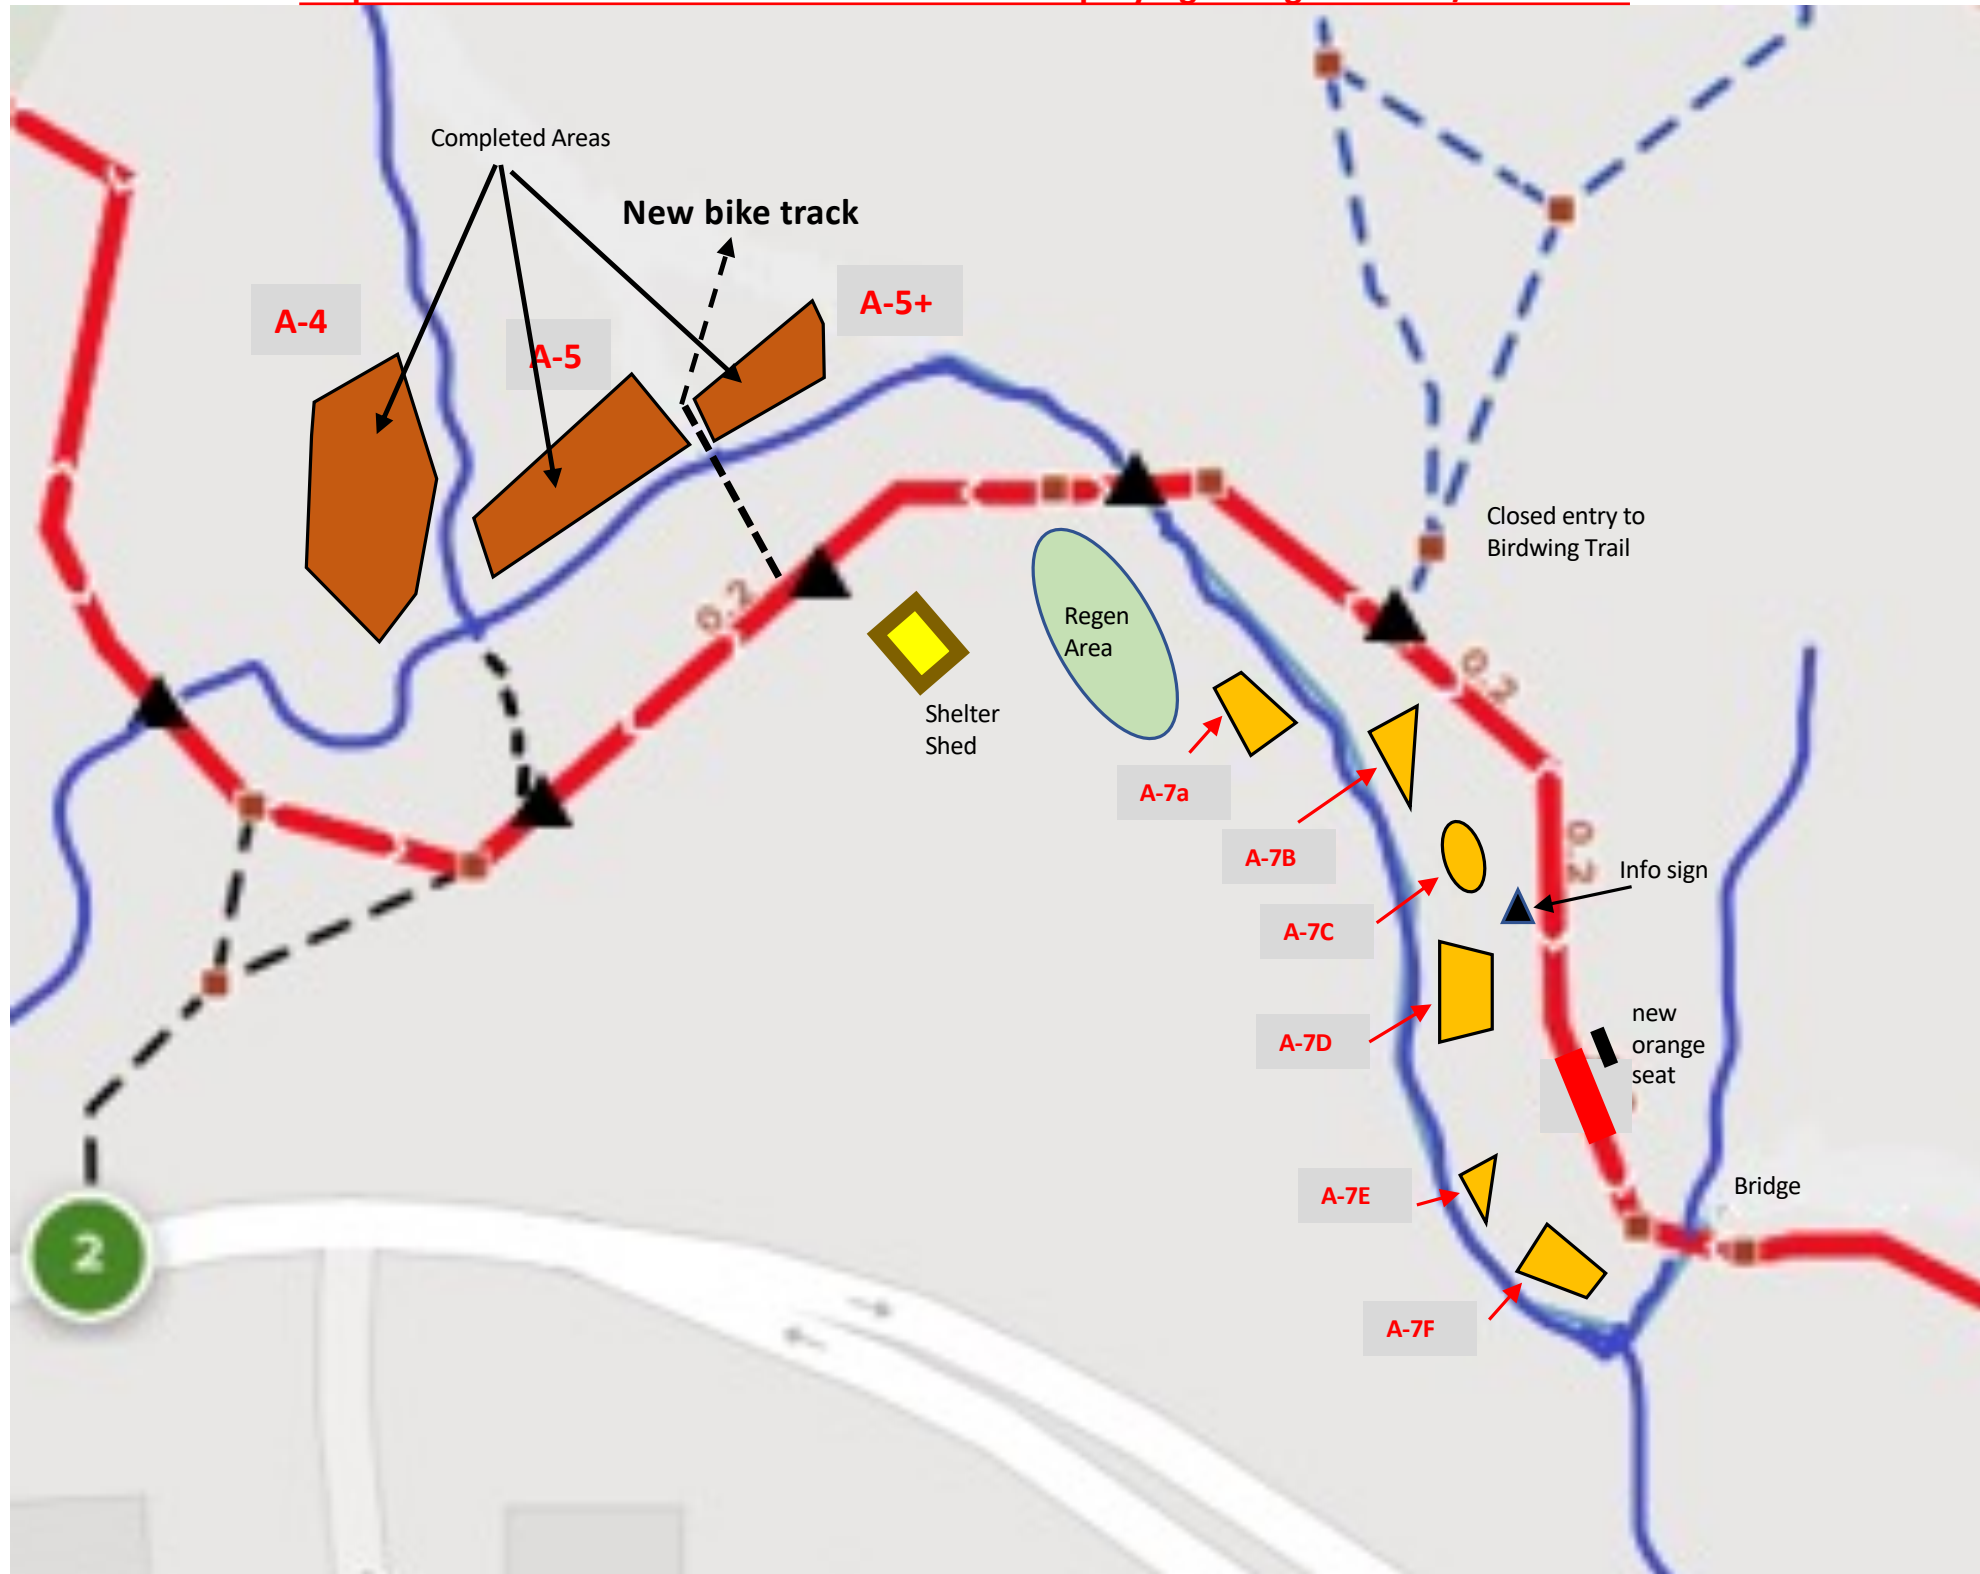 Completed Areas
New bike track
A-4
A-5
A-5+
Closed entry to
Birdwing Trail
0.2
Regen
Area
Shelter
Shed
0.2
A-7a
A-7B
0.2
Info sign
A-7C
A-7D
new
orange
seat
A-7E
Bridge
A-7F
2